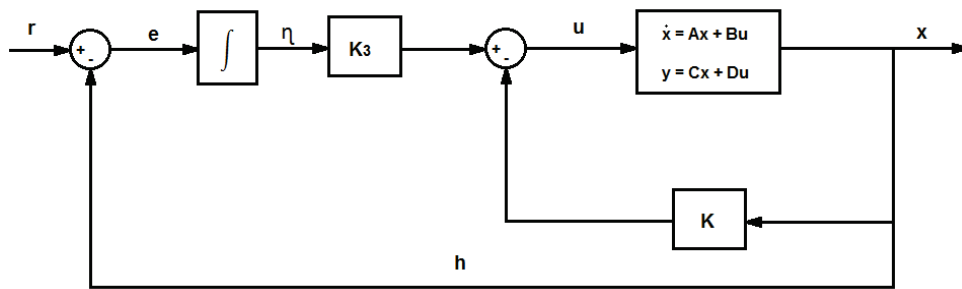 r
+
-
e
∫
η
K₃
+
-
u
ẋ = Ax + Bu
y = Cx + Du
x
K
h